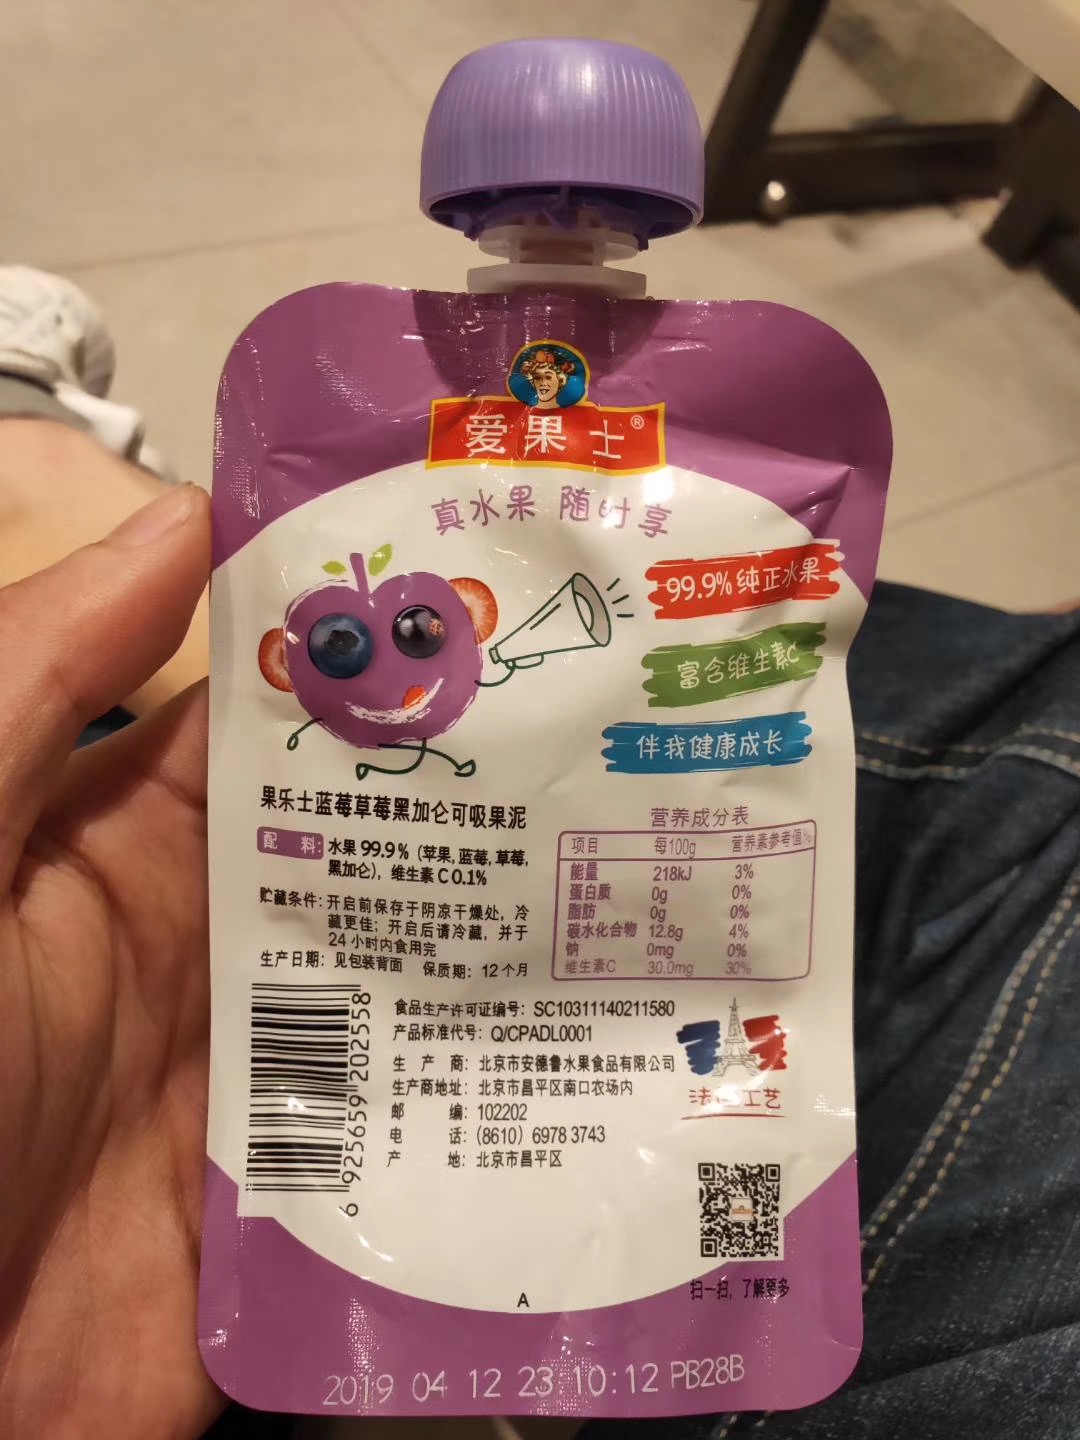 爱果士®
真水果 随时享
99.9%纯正水果
富含维生素C
伴我健康成长
果乐士蓝莓草莓黑加仑可吸果泥
配 料: 水果 99.9% (苹果, 蓝莓, 草莓,
黑加仑), 维生素 C 0.1%
贮藏条件: 开启前保存于阴凉干燥处, 冷
藏更佳; 开启后请冷藏, 并于
24 小时内食用完
生产日期: 见包装背面 保质期: 12 个月
营养成分表
项目 每100g 营养素参考值%
能量 218kJ 3%
蛋白质 0g 0%
脂肪 0g 0%
碳水化合物 12.8g 4%
钠 0mg 0%
维生素C 30.0mg 30%
6 925659 202558
食品生产许可证编号: SC10311140211580
产品标准代号: Q/CPADL0001
生 产 商: 北京市安德鲁水果食品有限公司
生产商地址: 北京市昌平区南口农场内
邮 编: 102202
电 话: (8610) 6978 3743
产 地: 北京市昌平区
法 工艺
扫一扫, 了解更多
A
2019 04 12 23 10:12 PB28B